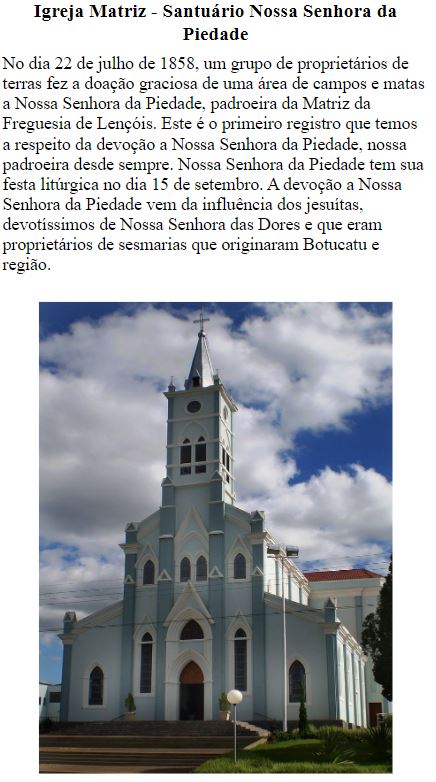 Igreja Matriz - Santuário Nossa Senhora da
Piedade
No dia 22 de julho de 1858, um grupo de proprietários de
terras fez a doação graciosa de uma área de campos e matas
a Nossa Senhora da Piedade, padroeira da Matriz da
Freguesia de Lençóis. Este é o primeiro registro que temos
a respeito da devoção a Nossa Senhora da Piedade, nossa
padroeira desde sempre. Nossa Senhora da Piedade tem sua
festa litúrgica no dia 15 de setembro. A devoção a Nossa
Senhora da Piedade vem da influência dos jesuítas,
devotíssimos de Nossa Senhora das Dores e que eram
proprietários de sesmarias que originaram Botucatu e
região.